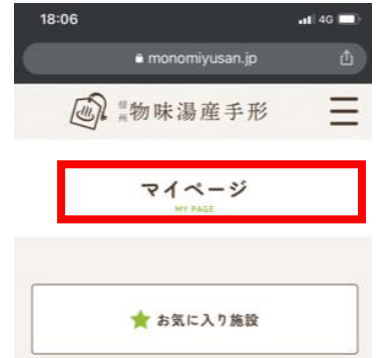 18:06
4G
monomiyusan.jp
信州
物味湯産手形
マイページ
MY PAGE
お気に入り施設